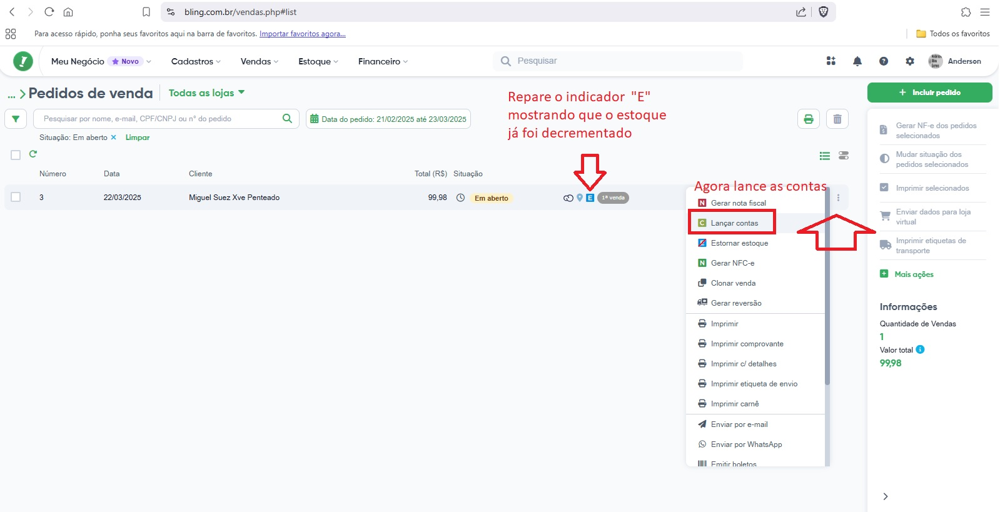 bling.com.br/vendas.php#list
Para acesso rápido, ponha seus favoritos aqui na barra de favoritos. Importar favoritos agora...
Todos os favoritos
Meu Negócio Novo Cadastros Vendas Estoque Financeiro Pesquisar Anderson
... Pedidos de venda Todas as lojas
Repare o indicador "E"
mostrando que o estoque
já foi decrementado
Incluir pedido
Pesquisar por nome, e-mail, CPF/CNPJ ou n° do pedido
Data do pedido: 21/02/2025 até 23/03/2025
Situação: Em aberto × Limpar
Número Data Cliente Total (R$) Situação
3 22/03/2025 Miguel Suez Xve Penteado 99,98 Em aberto E 1ª venda
Agora lance as contas
N Gerar nota fiscal
C Lançar contas
E Estornar estoque
N Gerar NFC-e
Clonar venda
Gerar reversão
Imprimir
Imprimir comprovante
Imprimir c/ detalhes
Imprimir etiqueta de envio
Imprimir carnê
Enviar por e-mail
Enviar por WhatsApp
Emitir boletos
Gerar NF-e dos pedidos
selecionados
Mudar situação dos
pedidos selecionados
Imprimir selecionados
Enviar dados para loja
virtual
Imprimir etiquetas de
transporte
Mais ações
Informações
Quantidade de Vendas
1
Valor total
99,98